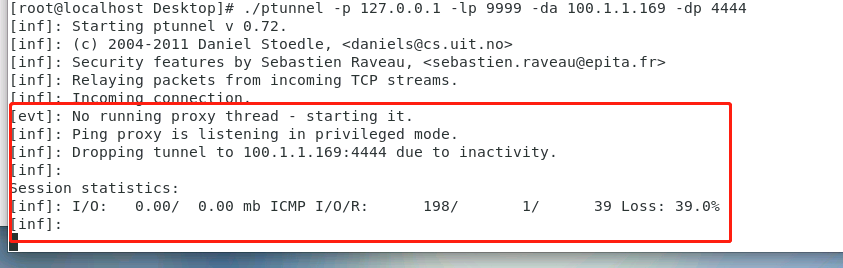 [root@localhost Desktop]# ./ptunnel -p 127.0.0.1 -lp 9999 -da 100.1.1.169 -dp 4444
[inf]: Starting ptunnel v 0.72.
[inf]: (c) 2004-2011 Daniel Stoedle, <daniels@cs.uit.no>
[inf]: Security features by Sebastien Raveau, <sebastien.raveau@epita.fr>
[inf]: Relaying packets from incoming TCP streams.
[inf]: Incoming connection.
[evt]: No running proxy thread - starting it.
[inf]: Ping proxy is listening in privileged mode.
[inf]: Dropping tunnel to 100.1.1.169:4444 due to inactivity.
[inf]:
Session statistics:
[inf]: I/O:   0.00/  0.00 mb ICMP I/O/R:      198/       1/      39 Loss: 39.0%
[inf]: